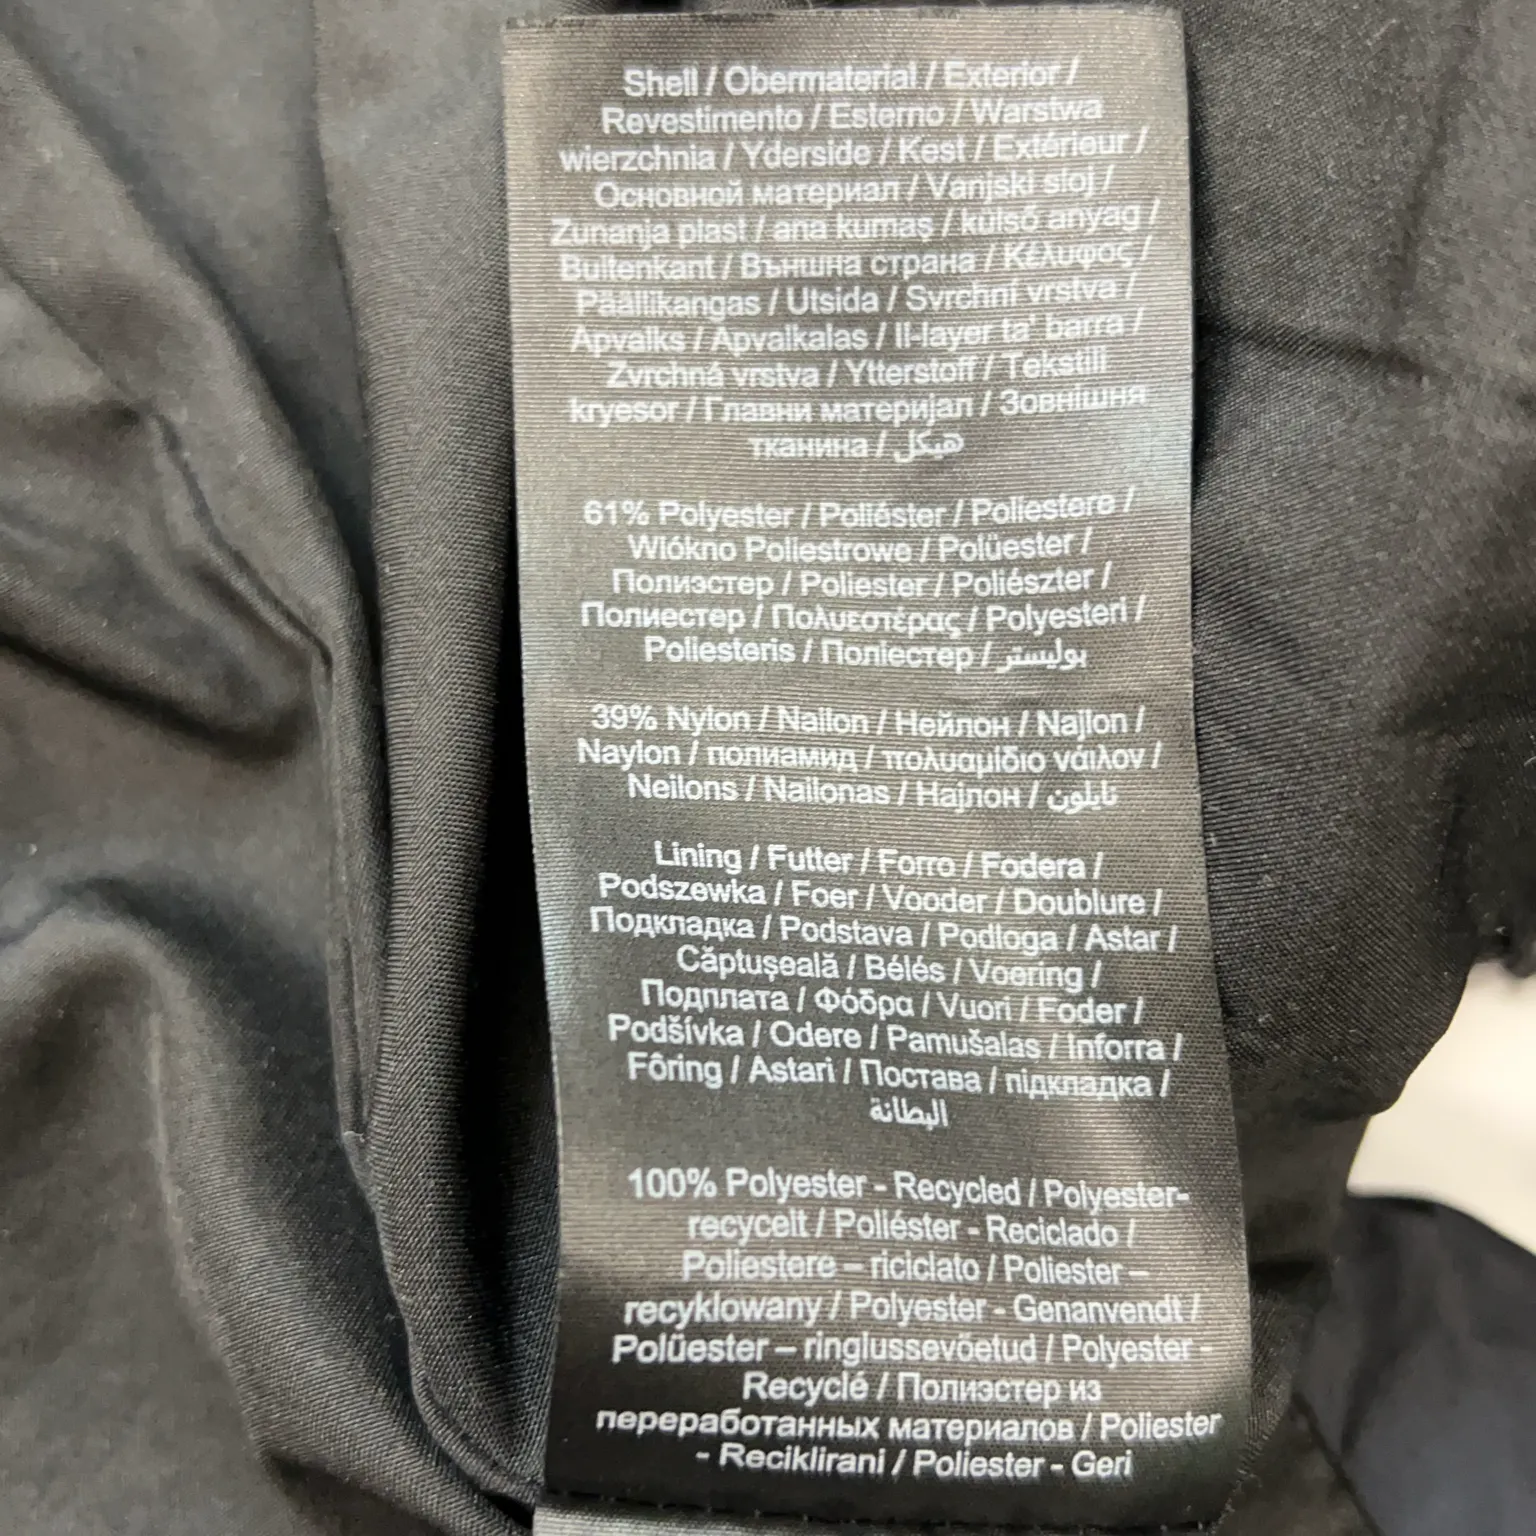 Shell / Obermaterial / Exterior /
Revestimento / Esterno / Warstwa
wierzchnia / Yderside / Kest / Extérieur /
Основной материал / Vanjski sloj /
Zunanja plast / ana kumaş / külső anyag /
Buitenkant / Външна страна / Κέλυφος /
Päällikangas / Utsida / Svrchní vrstva /
Apvalks / Apvalkalas / Il-layer ta' barra /
Zvrchná vrstva / Ytterstoff / Tekstili
kryesor / Главни материјал / Зовнішня
тканина / هيكل
61% Polyester / Poliéster / Poliestere /
Wlókno Poliestrowe / Polüester /
Полиэстер / Poliester / Poliészter /
Полиестер / Πολυεστέρας / Polyesteri /
Poliesteris / Поліестер / بوليستر
39% Nylon / Nailon / Нейлон / Najlon /
Naylon / полиамид / πολυαμίδιο νάιλον /
Neilons / Nailonas / Најлон / نايلون
Lining / Futter / Forro / Fodera /
Podszewka / Foer / Vooder / Doublure /
Подкладка / Podstava / Podloga / Astar /
Căptuşeală / Bélés / Voering /
Подплата / Φόδρα / Vuori / Foder /
Podšívka / Odere / Pamušalas / Inforra /
Fôring / Astari / Постава / підкладка /
البطانة
100% Polyester - Recycled / Polyester-
recycelt / Poliéster - Reciclado /
Poliestere – riciclato / Poliester –
recyklowany / Polyester - Genanvendt /
Polűester – ringlussevõetud / Polyester -
Recyclé / Полиэстер из
переработанных материалов / Poliester
- Reciklirani / Poliester - Geri